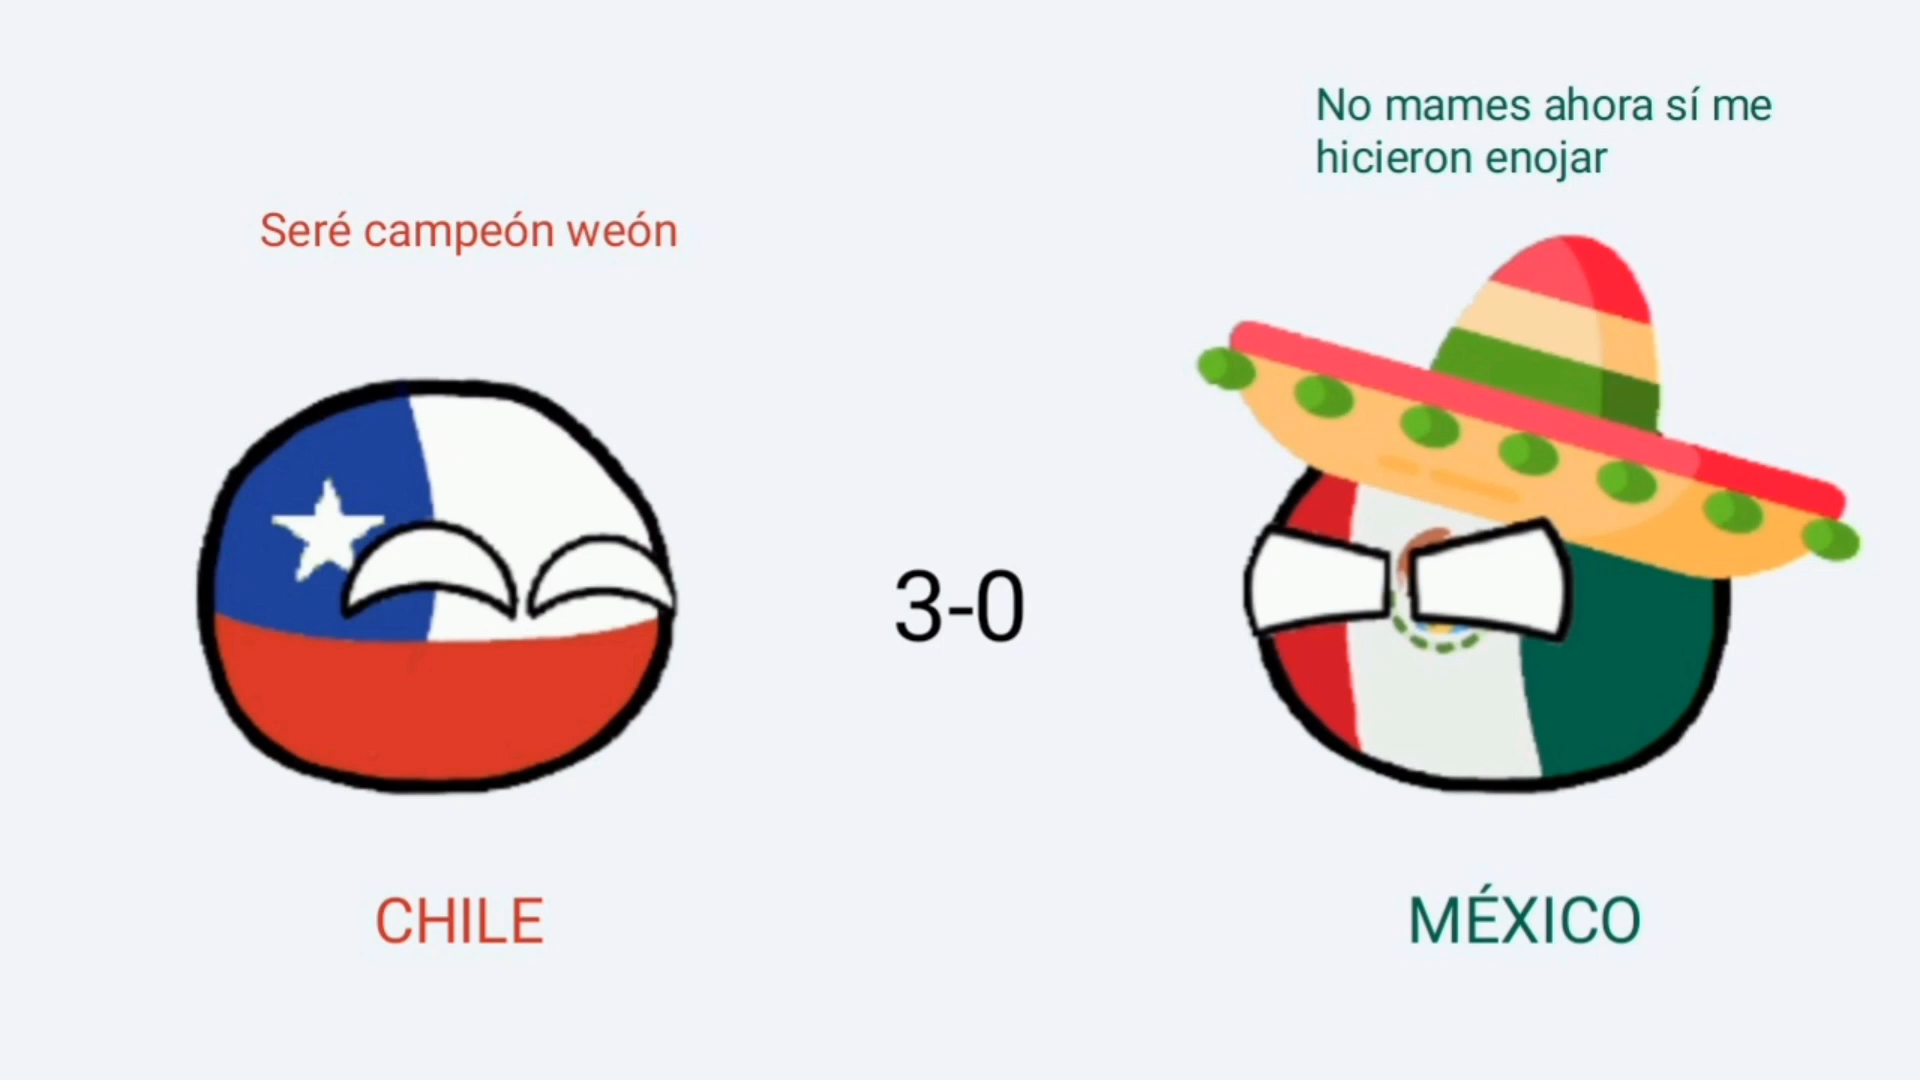 No mames ahora sí me
hicieron enojar
Seré campeón weón
3-0
CHILE
MÉXICO